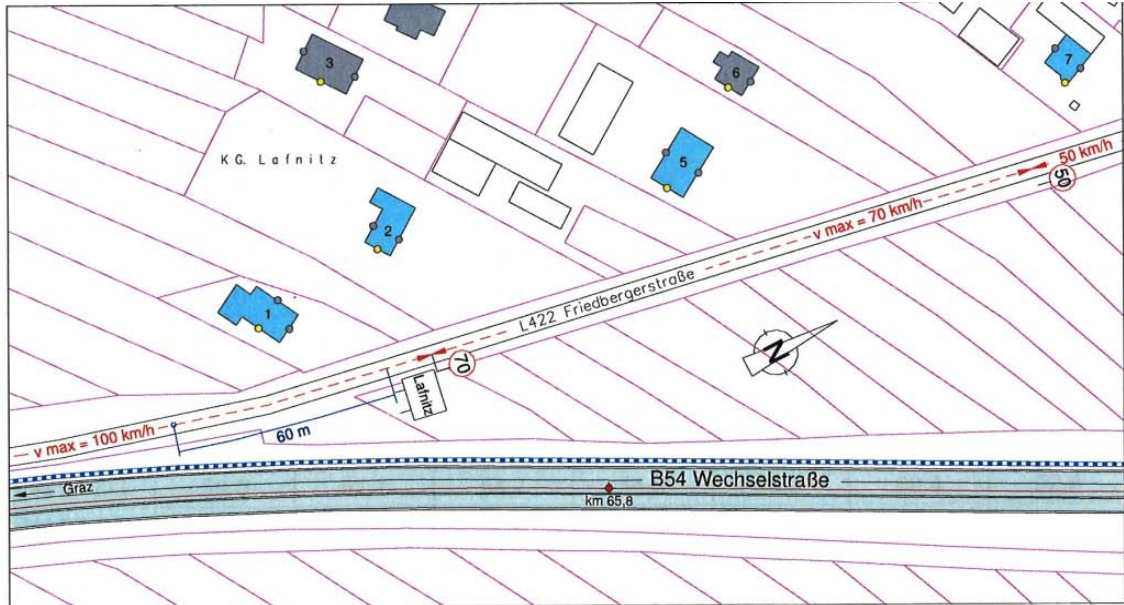 3
6
7
KG. Lafnitz
5
50 km/h
50
2
v max = 70 km/h
1
L422 Friedbergerstraße
N
70
Lafnitz
v max = 100 km/h
60 m
Graz
B54 Wechselstraße
km 65,8